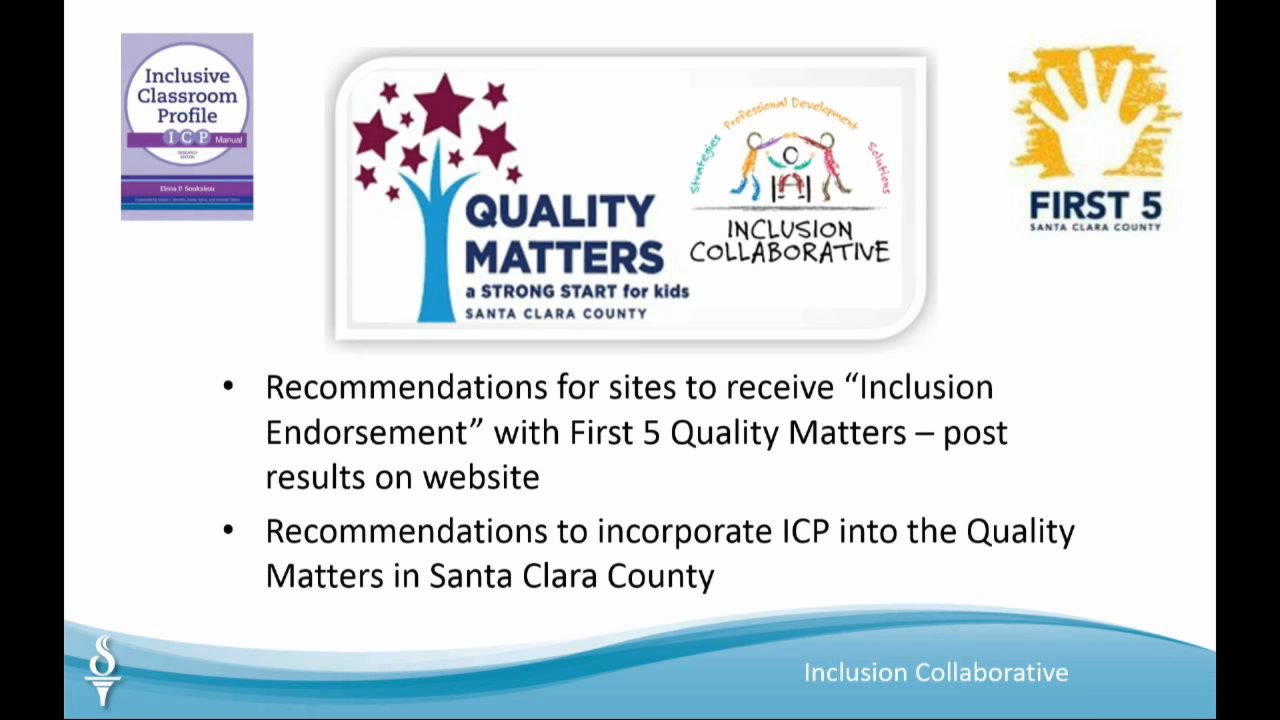 Inclusive
Classroom
Profile
ICP Manual
RESEARCH
EDITION
Elena P. Soukakou
Strategies
Professional Development
Solutions
QUALITY
MATTERS
a STRONG START for kids
SANTA CLARA COUNTY
INCLUSION
COLLABORATIVE
FIRST 5
SANTA CLARA COUNTY
• Recommendations for sites to receive “Inclusion
Endorsement” with First 5 Quality Matters – post
results on website
• Recommendations to incorporate ICP into the Quality
Matters in Santa Clara County
Inclusion Collaborative